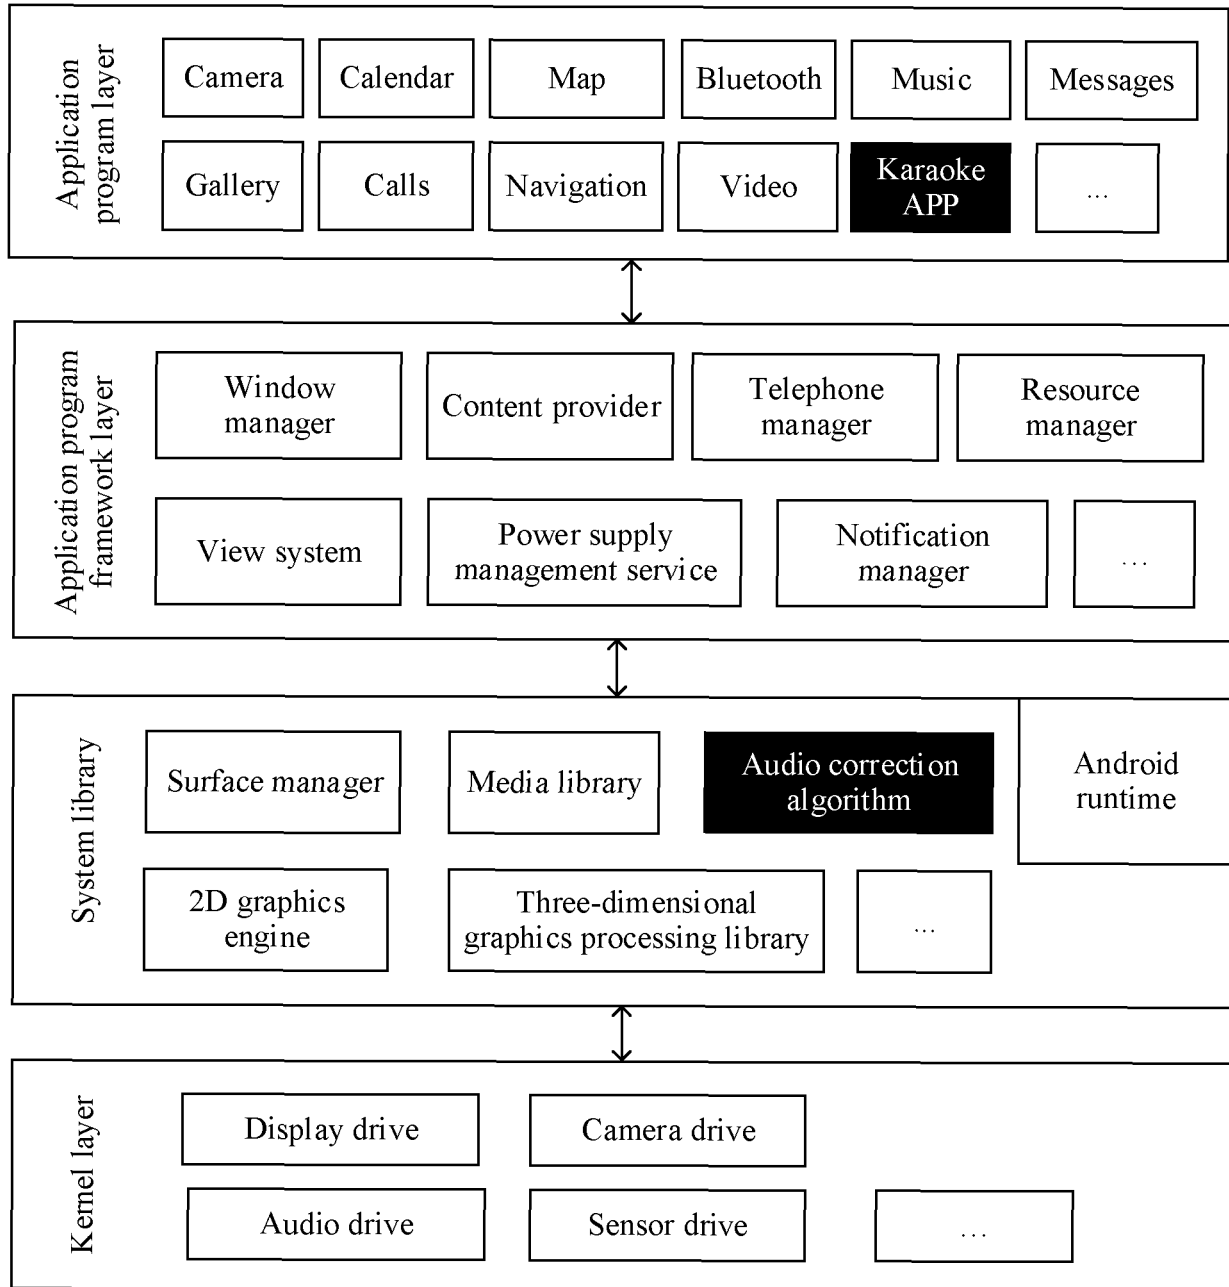 Application
program layer
Camera
Calendar
Map
Bluetooth
Music
Messages
Gallery
Calls
Navigation
Video
Karaoke
APP
...
Application program
framework layer
Window
manager
Content provider
Telephone
manager
Resource
manager
View system
Power supply
management service
Notification
manager
...
System library
Surface manager
Media library
Audio correction
algorithm
Android
runtime
2D graphics
engine
Three-dimensional
graphics processing library
...
Kernel layer
Display drive
Camera drive
Audio drive
Sensor drive
...